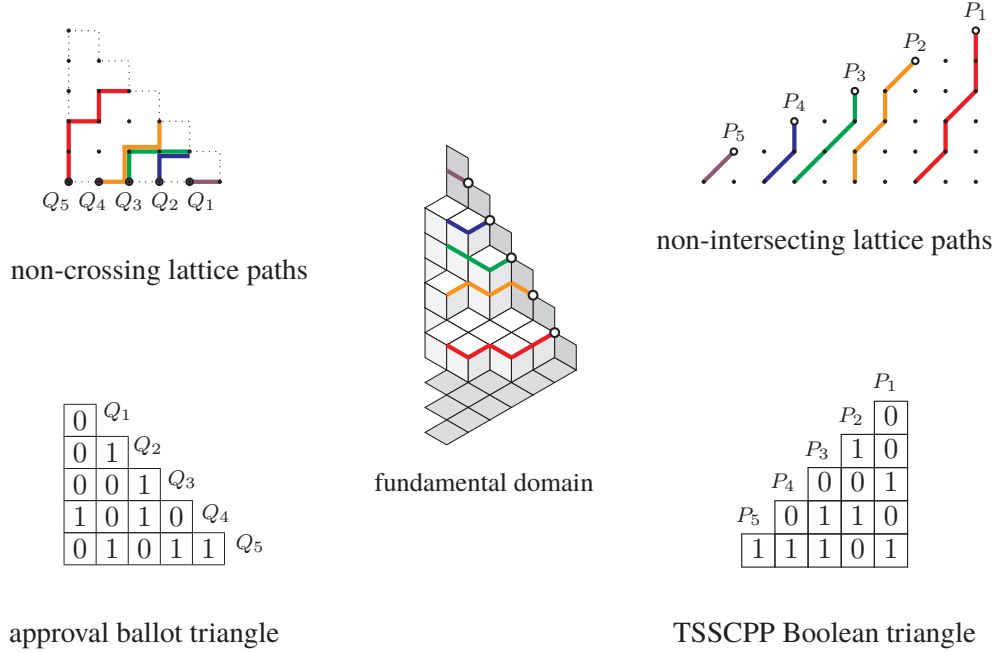 P1
P2
P3
P4
P5
Q5 Q4 Q3 Q2 Q1
non-crossing lattice paths
non-intersecting lattice paths
fundamental domain
0 Q1
0 1 Q2
0 0 1 Q3
1 0 1 0 Q4
0 1 0 1 1 Q5
approval ballot triangle
P1
P2 0
P3 1 0
P4 0 0 1
P5 0 1 1 0
1 1 1 0 1
TSSCPP Boolean triangle